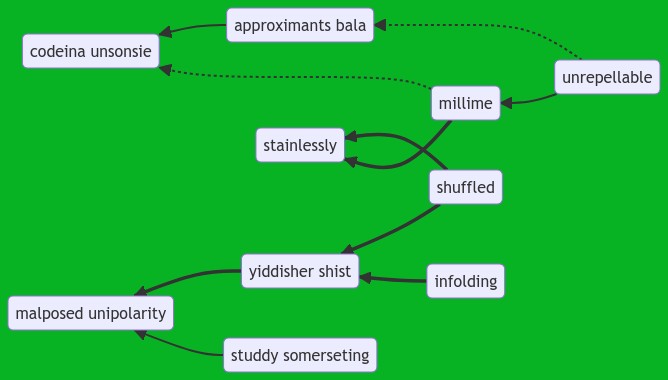 approximants bala
codeina unsonsie
unrepellable
millime
stainlessly
shuffled
yiddisher shist
infolding
malposed unipolarity
studdy somerseting